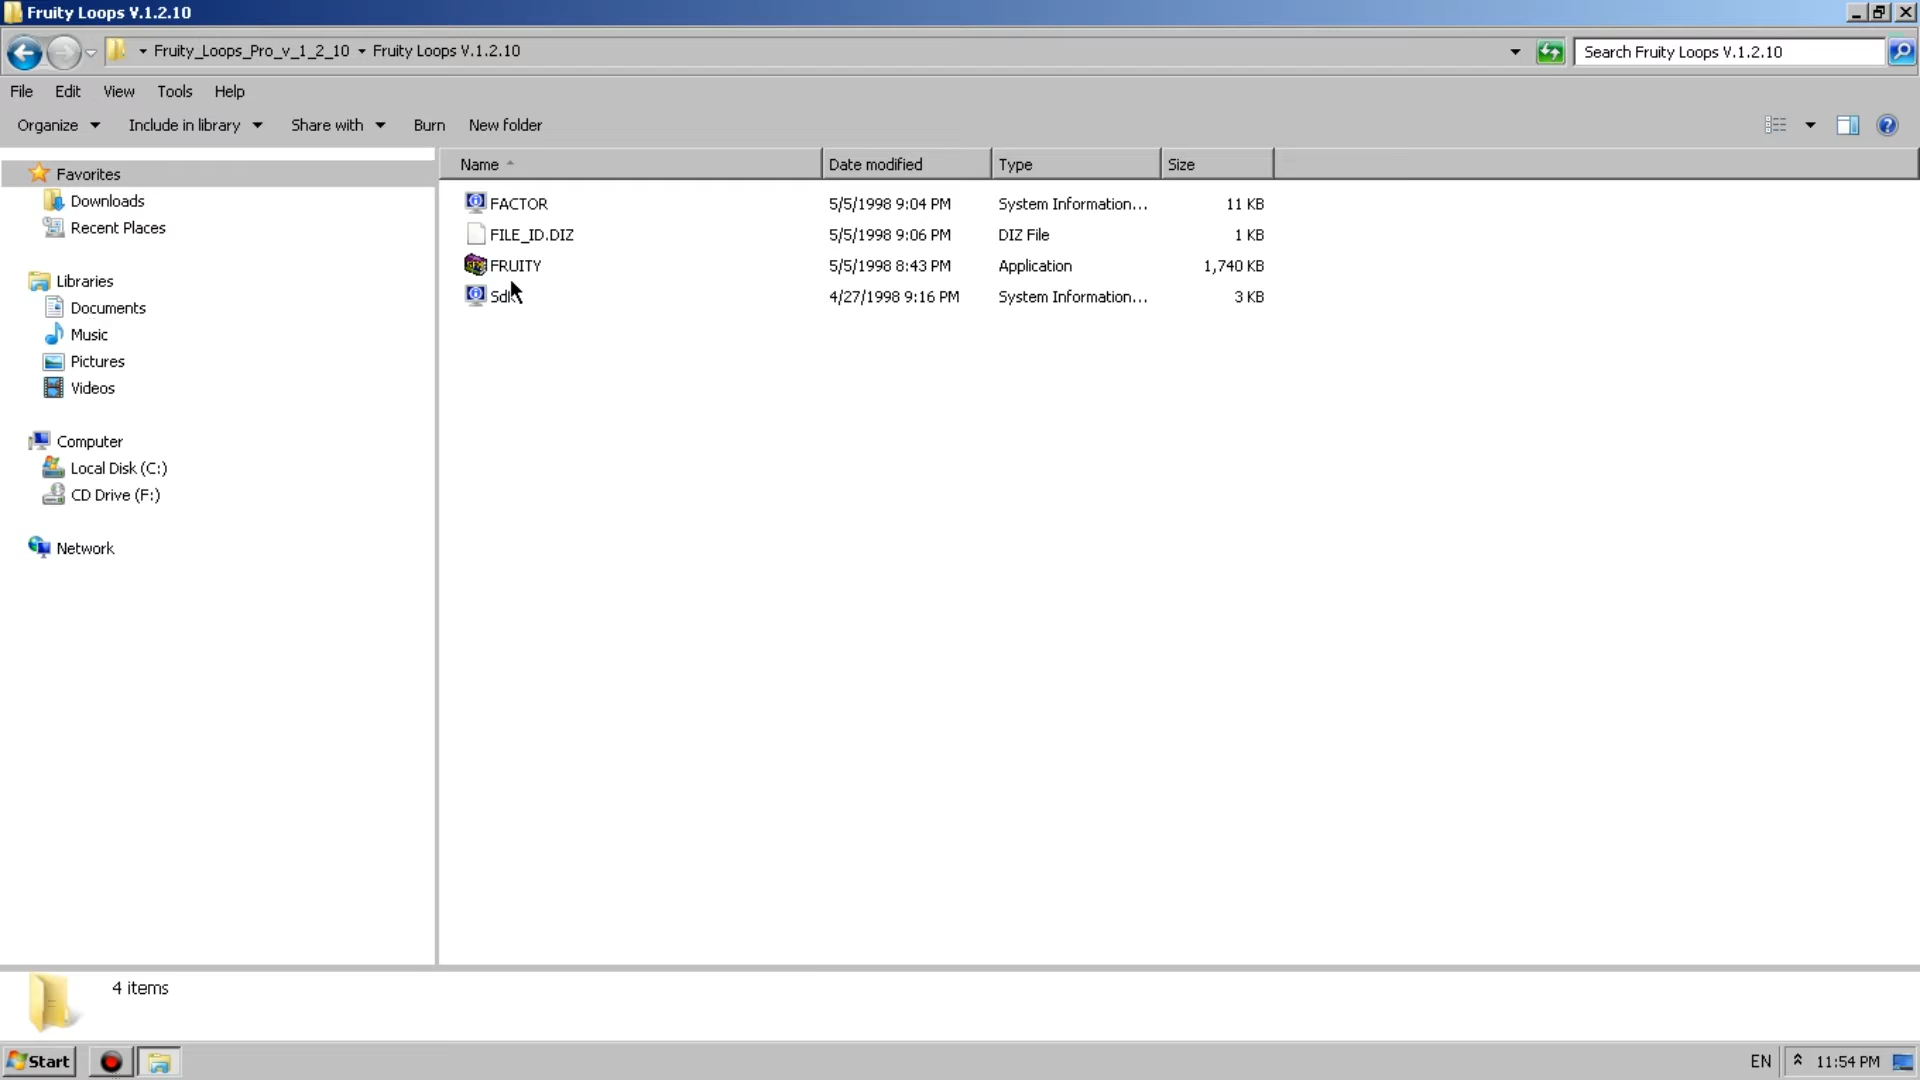 Fruity Loops V.1.2.10
Fruity_Loops_Pro_v_1_2_10 Fruity Loops V.1.2.10 Search Fruity Loops V.1.2.10
File Edit View Tools Help
Organize Include in library Share with Burn New folder
Name Date modified Type Size
Favorites
Downloads
Recent Places
Libraries
Documents
Music
Pictures
Videos
Computer
Local Disk (C:)
CD Drive (F:)
Network
FACTOR 5/5/1998 9:04 PM System Information... 11 KB
FILE_ID.DIZ 5/5/1998 9:06 PM DIZ File 1 KB
FRUITY 5/5/1998 8:43 PM Application 1,740 KB
4/27/1998 9:16 PM System Information... 3 KB
4 items
Start EN 11:54 PM